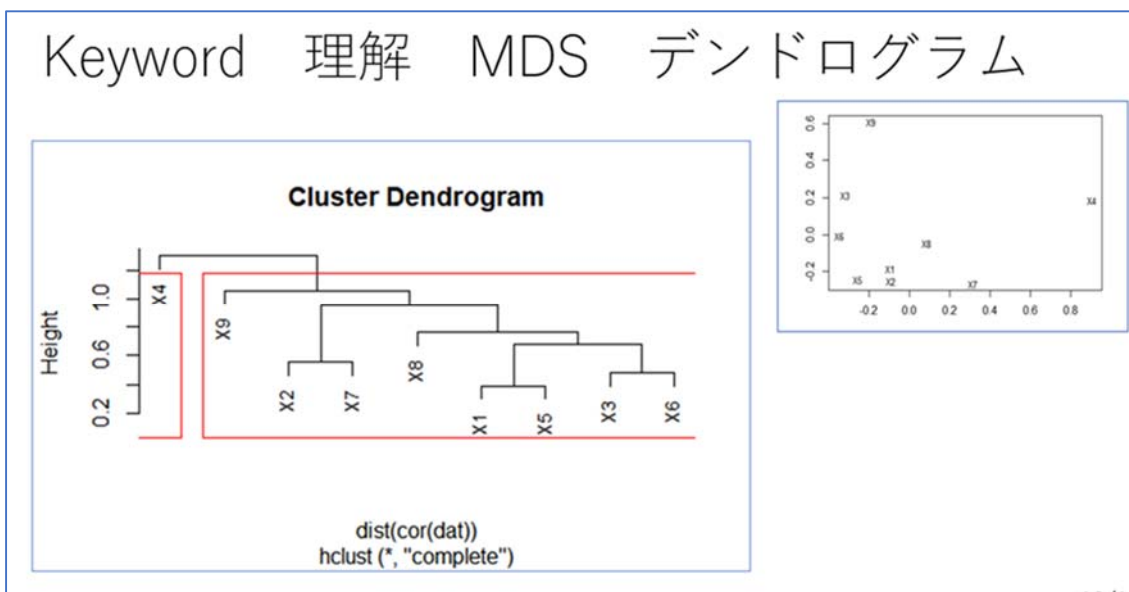 Keyword 理解 MDS デンドログラム
Cluster Dendrogram
Height
0.2 0.6 1.0
X4
X9
X2
X7
X8
X1
X5
X3
X6
dist(cor(dat))
hclust (*, "complete")
-0.2 0.0 0.2 0.4 0.6
X9
X3
X4
X6
X8
X1
X5
X2
X7
-0.2 0.0 0.2 0.4 0.6 0.8